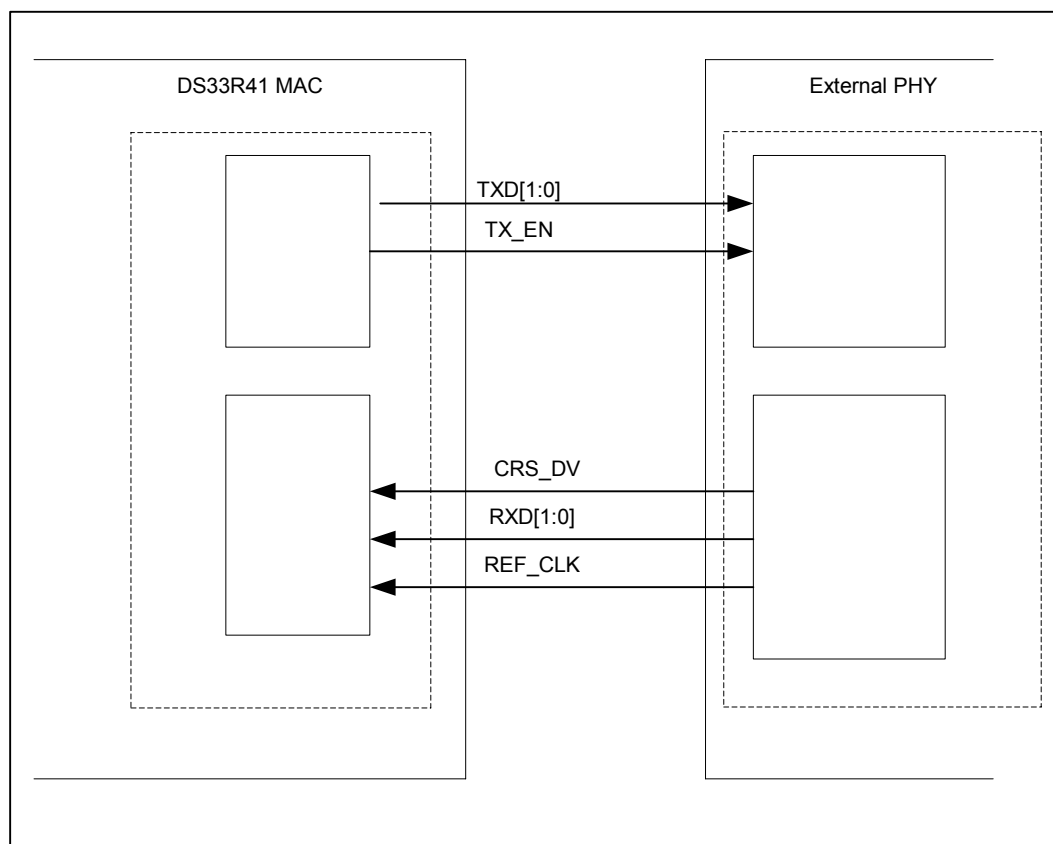 DS33R41 MAC
External PHY
TXD[1:0]
TX_EN
CRS_DV
RXD[1:0]
REF_CLK